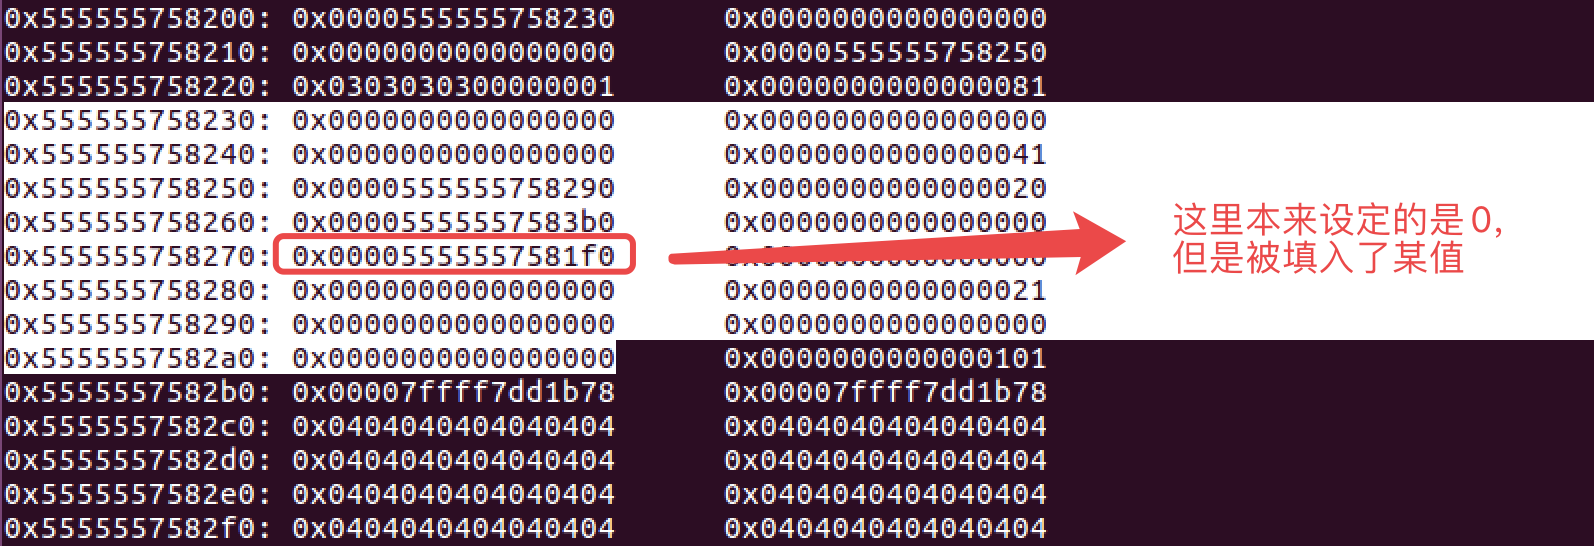 0x555555758200: 0x0000555555758230 0x0000000000000000
0x555555758210: 0x0000000000000000 0x0000555555758250
0x555555758220: 0x0303030300000001 0x0000000000000081
0x555555758230: 0x0000000000000000 0x0000000000000000
0x555555758240: 0x0000000000000000 0x0000000000000041
0x555555758250: 0x0000555555758290 0x0000000000000020
0x555555758260: 0x00005555557583b0 0x0000000000000000
0x555555758270: 0x00005555557581f0 0x0000000000000000
0x555555758280: 0x0000000000000000 0x0000000000000021
0x555555758290: 0x0000000000000000 0x0000000000000000
0x5555557582a0: 0x0000000000000000 0x0000000000000101
0x5555557582b0: 0x00007ffff7dd1b78 0x00007ffff7dd1b78
0x5555557582c0: 0x0404040404040404 0x0404040404040404
0x5555557582d0: 0x0404040404040404 0x0404040404040404
0x5555557582e0: 0x0404040404040404 0x0404040404040404
0x5555557582f0: 0x0404040404040404 0x0404040404040404
这里本来设定的是 0，
但是被填入了某值